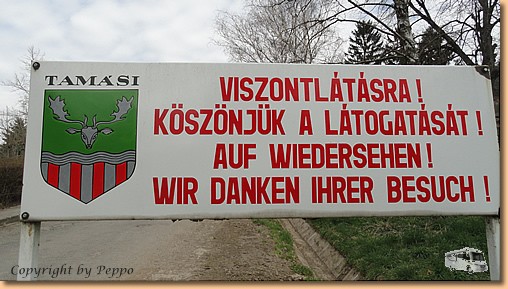 TAMÁSI
VISZONTLÁTÁSRA !
KÖSZÖNJÜK A LÁTOGATÁSÁT !
AUF WIEDERSEHEN !
WIR DANKEN IHRER BESUCH !
Copyright by Peppo